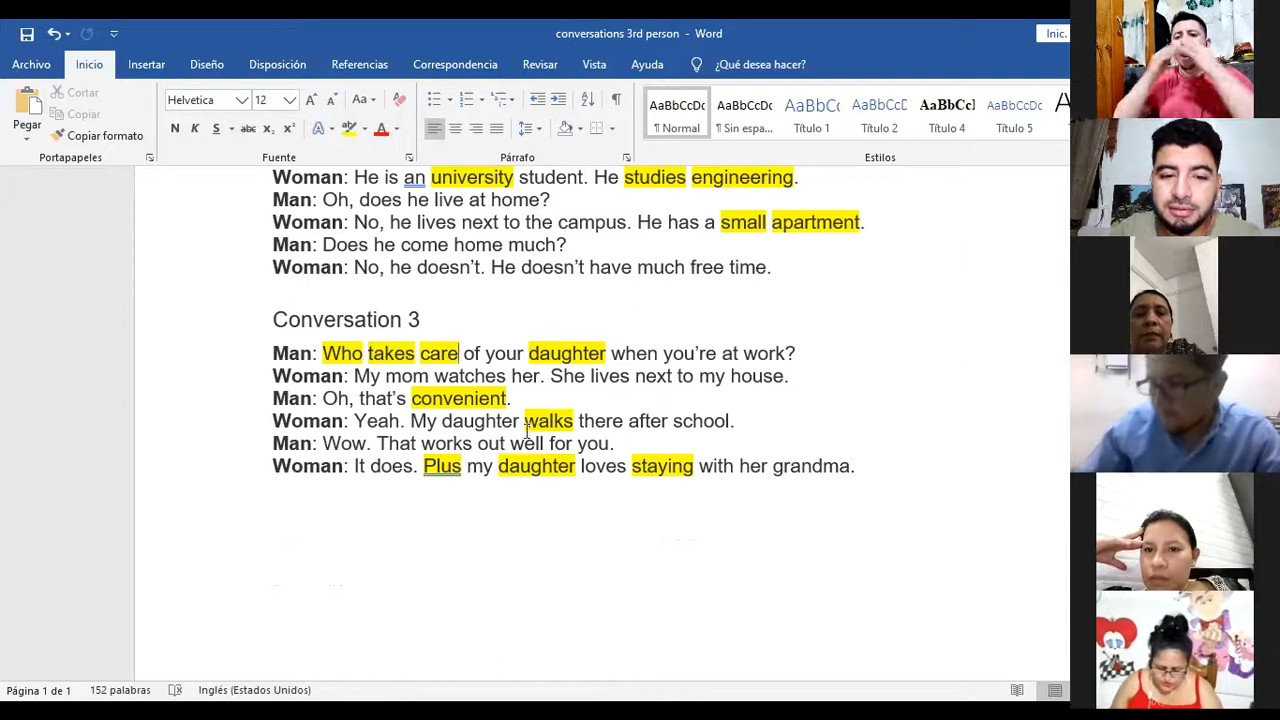 conversations 3rd person - Word
Inic.
Archivo Inicio Insertar Diseño Disposición Referencias Correspondencia Revisar Vista Ayuda ¿Qué desea hacer?
Pegar
Cortar
Copiar
Copiar formato
Portapapeles
Helvetica 12
N K S abc x₂ x²
Fuente
Párrafo
AaBbCcDc AaBbCcDc AaBbCcD AaBbCcD AaBbCcI AaBbCcDc
¶ Normal ¶ Sin espa... Título 1 Título 2 Título 4 Título 5
Estilos
Woman: He is an university student. He studies engineering.
Man: Oh, does he live at home?
Woman: No, he lives next to the campus. He has a small apartment.
Man: Does he come home much?
Woman: No, he doesn’t. He doesn’t have much free time.
Conversation 3
Man: Who takes care of your daughter when you’re at work?
Woman: My mom watches her. She lives next to my house.
Man: Oh, that’s convenient.
Woman: Yeah. My daughter walks there after school.
Man: Wow. That works out well for you.
Woman: It does. Plus my daughter loves staying with her grandma.
Página 1 de 1 152 palabras Inglés (Estados Unidos)